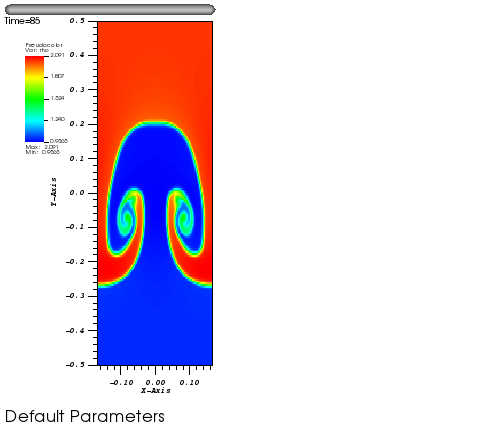 Time=85
Pseudocolor
Var: rho
2.091
1.807
1.524
1.240
0.9565
Max: 2.091
Min: 0.9565
0.5
0.4
0.3
0.2
0.1
0.0
-0.1
-0.2
-0.3
-0.4
-0.5
Y-Axis
-0.10 0.00 0.10
X-Axis
Default Parameters